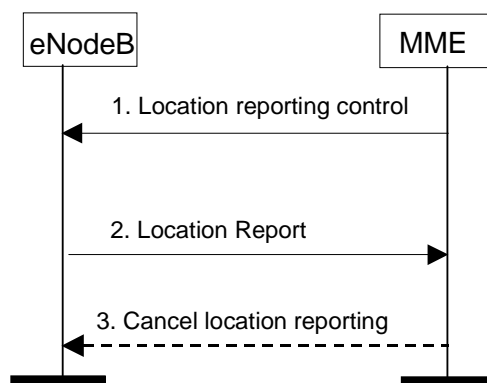 eNodeB
MME
1. Location reporting control
2. Location Report
3. Cancel location reporting